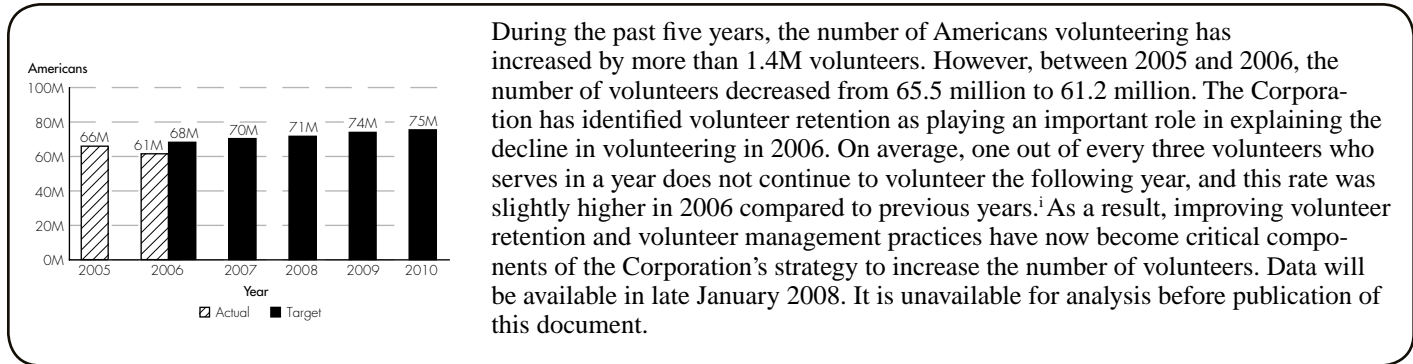 Americans
100M
80M
60M
40M
20M
0M
66M
61M
68M
70M
71M
74M
75M
2005
2006
2007
2008
2009
2010
Year
Actual
Target
During the past five years, the number of Americans volunteering has
increased by more than 1.4M volunteers. However, between 2005 and 2006, the
number of volunteers decreased from 65.5 million to 61.2 million. The Corpora-
tion has identified volunteer retention as playing an important role in explaining the
decline in volunteering in 2006. On average, one out of every three volunteers who
serves in a year does not continue to volunteer the following year, and this rate was
slightly higher in 2006 compared to previous years.i As a result, improving volunteer
retention and volunteer management practices have now become critical compo-
nents of the Corporation’s strategy to increase the number of volunteers. Data will
be available in late January 2008. It is unavailable for analysis before publication of
this document.